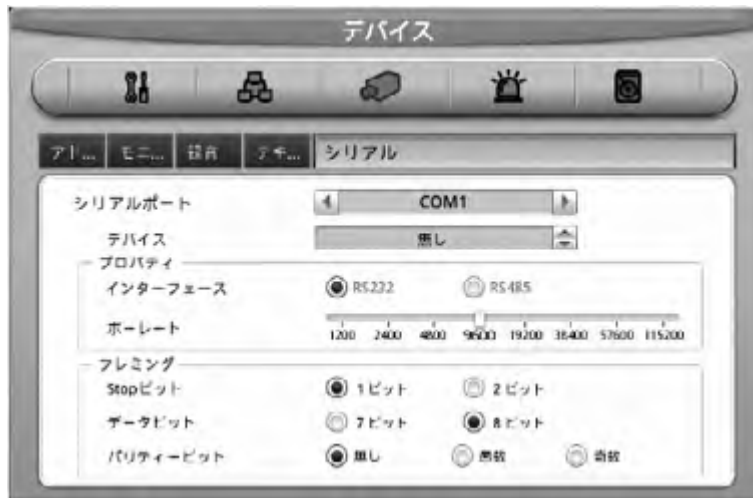 デバイス
アト... モニ... 録音 テキ... シリアル
シリアルポート COM1
デバイス 無し
プロパティ
インターフェース RS232 RS485
ボーレート
1200 2400 4800 9600 19200 38400 57600 115200
フレミング
Stopビット 1ビット 2ビット
データビット 7ビット 8ビット
パリティービット 無し 偶数 奇数